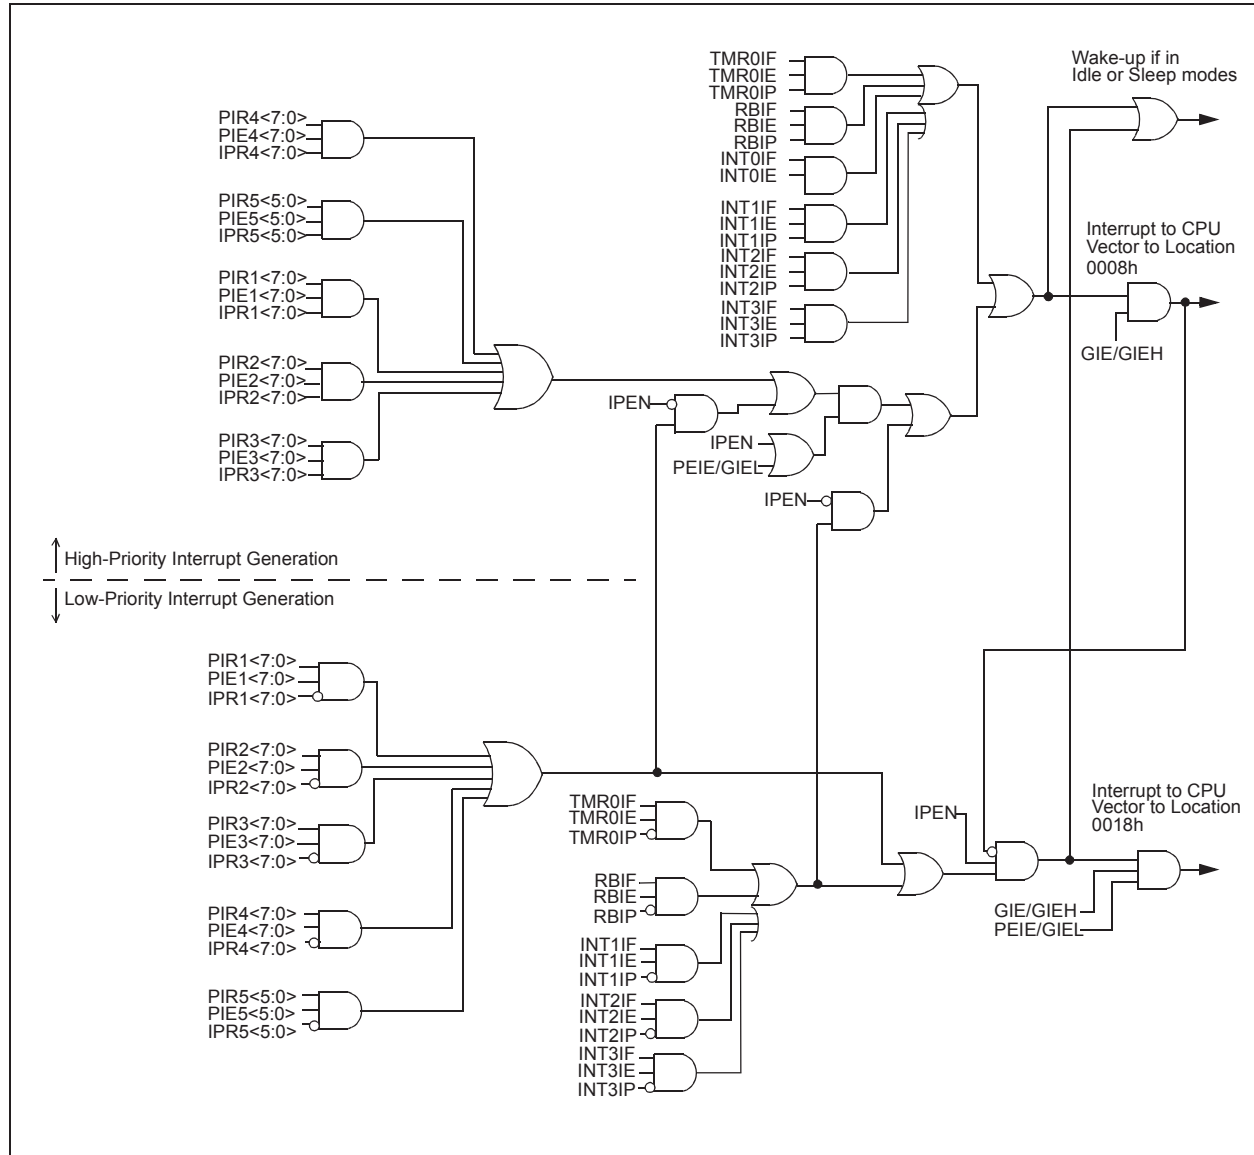 TMR0IF
TMR0IE
TMR0IP
RBIF
RBIE
RBIP
INT0IF
INT0IE
INT1IF
INT1IE
INT1IP
INT2IF
INT2IE
INT2IP
INT3IF
INT3IE
INT3IP
Wake-up if in
Idle or Sleep modes
PIR4<7:0>
PIE4<7:0>
IPR4<7:0>
PIR5<5:0>
PIE5<5:0>
IPR5<5:0>
PIR1<7:0>
PIE1<7:0>
IPR1<7:0>
PIR2<7:0>
PIE2<7:0>
IPR2<7:0>
PIR3<7:0>
PIE3<7:0>
IPR3<7:0>
Interrupt to CPU
Vector to Location
0008h
GIE/GIEH
IPEN
IPEN
PEIE/GIEL
IPEN
High-Priority Interrupt Generation
Low-Priority Interrupt Generation
PIR1<7:0>
PIE1<7:0>
IPR1<7:0>
PIR2<7:0>
PIE2<7:0>
IPR2<7:0>
PIR3<7:0>
PIE3<7:0>
IPR3<7:0>
PIR4<7:0>
PIE4<7:0>
IPR4<7:0>
PIR5<5:0>
PIE5<5:0>
IPR5<5:0>
TMR0IF
TMR0IE
TMR0IP
RBIF
RBIE
RBIP
INT1IF
INT1IE
INT1IP
INT2IF
INT2IE
INT2IP
INT3IF
INT3IE
INT3IP
IPEN
Interrupt to CPU
Vector to Location
0018h
GIE/GIEH
PEIE/GIEL